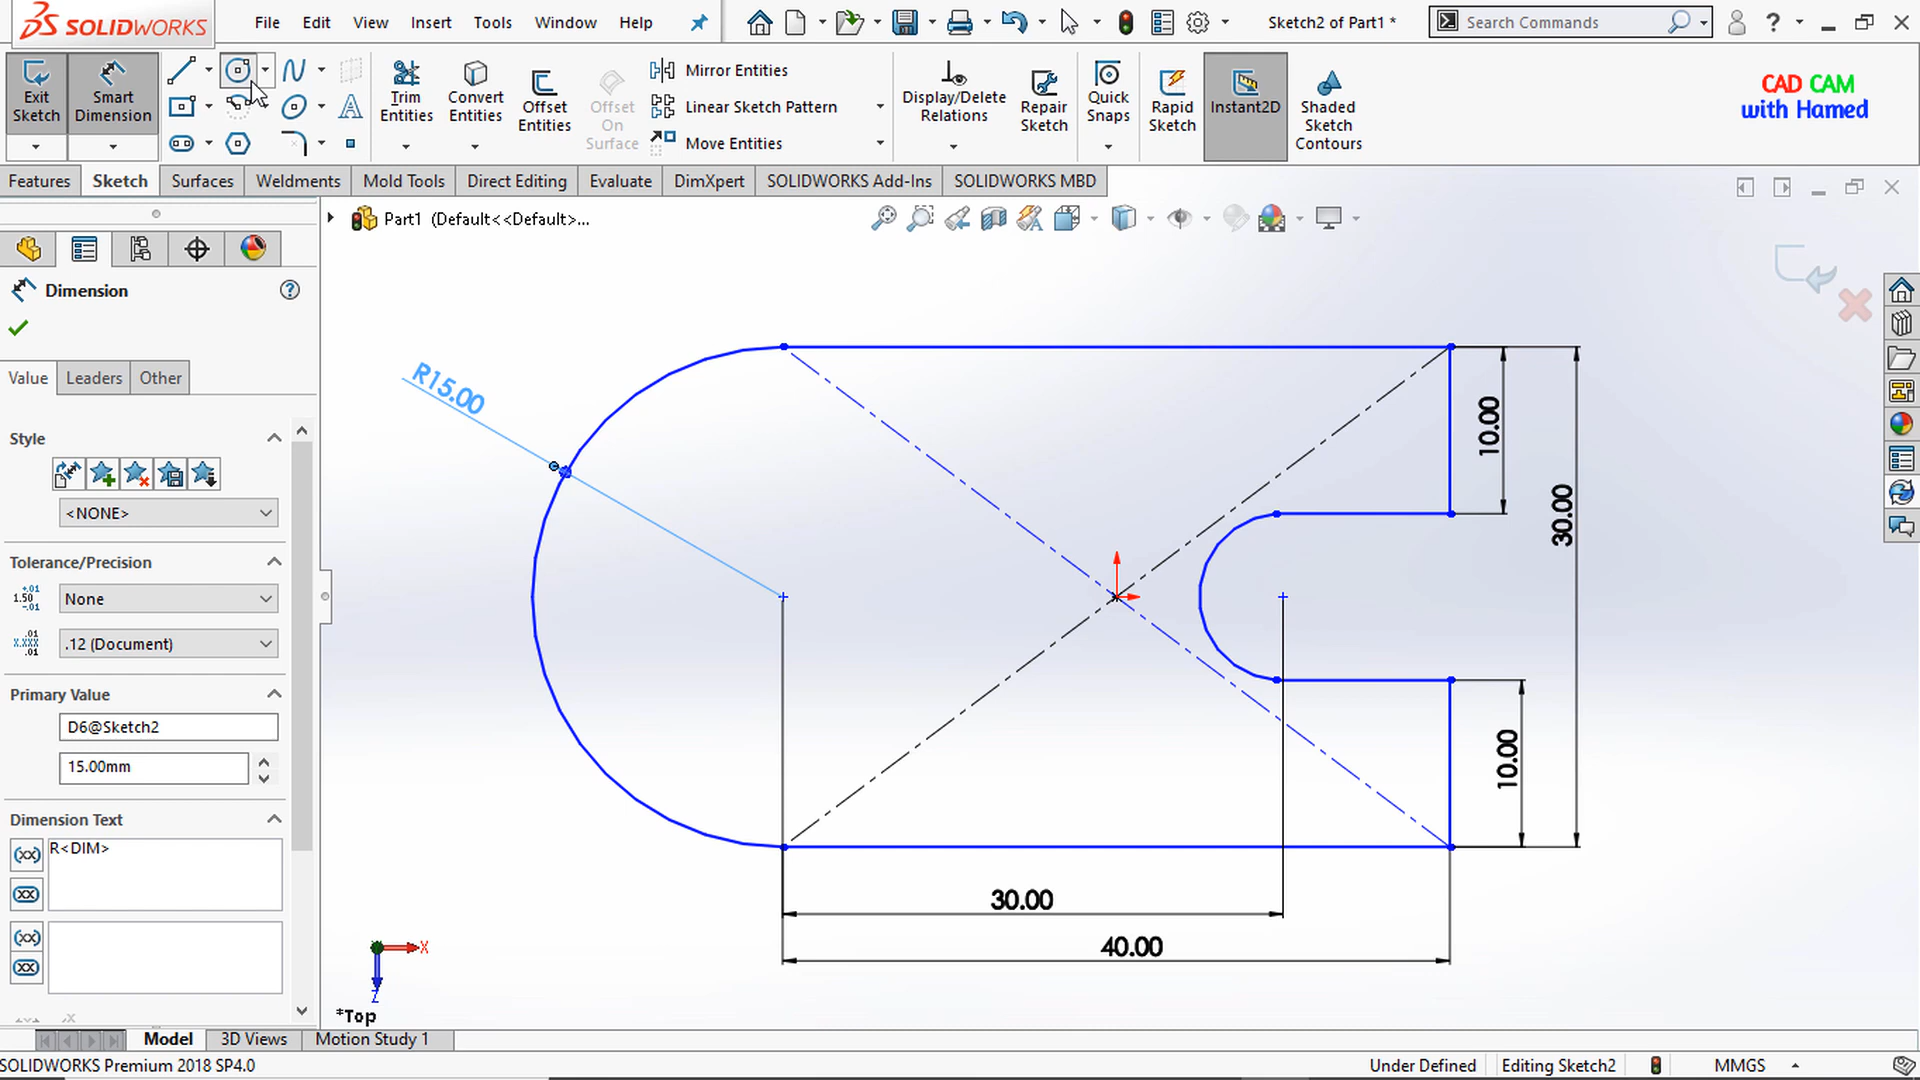 SOLIDWORKS
File
Edit
View
Insert
Tools
Window
Help
Sketch2 of Part1 *
Search Commands
Exit
Sketch
Smart
Dimension
Trim
Entities
Convert
Entities
Offset
Entities
Offset
On
Surface
Mirror Entities
Linear Sketch Pattern
Move Entities
Display/Delete
Relations
Repair
Sketch
Quick
Snaps
Rapid
Sketch
Instant2D
Shaded
Sketch
Contours
CAD CAM
with Hamed
Features
Sketch
Surfaces
Weldments
Mold Tools
Direct Editing
Evaluate
DimXpert
SOLIDWORKS Add-Ins
SOLIDWORKS MBD
Part1 (Default<<Default>...
Dimension
Value
Leaders
Other
Style
<NONE>
Tolerance/Precision
None
.12 (Document)
Primary Value
D6@Sketch2
15.00mm
Dimension Text
R<DIM>
R15.00
10.00
30.00
10.00
30.00
40.00
X
Z
*Top
Model
3D Views
Motion Study 1
SOLIDWORKS Premium 2018 SP4.0
Under Defined
Editing Sketch2
MMGS